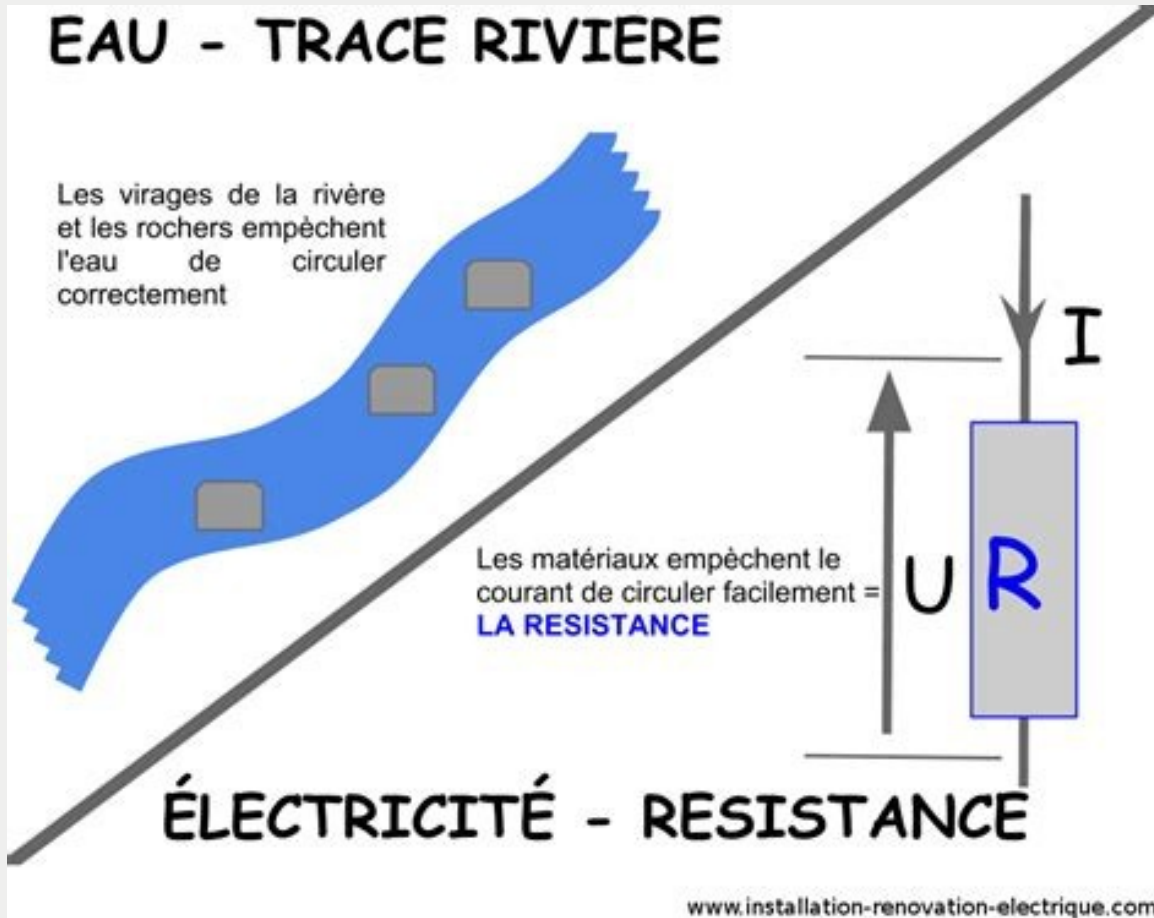 EAU - TRACE RIVIERE
Les virages de la rivère
et les rochers empèchent
l'eau de circuler
correctement
I
Les matériaux empèchent le
courant de circuler facilement =
LA RESISTANCE
U
R
ÉLECTRICITÉ - RESISTANCE
www.installation-renovation-electrique.com